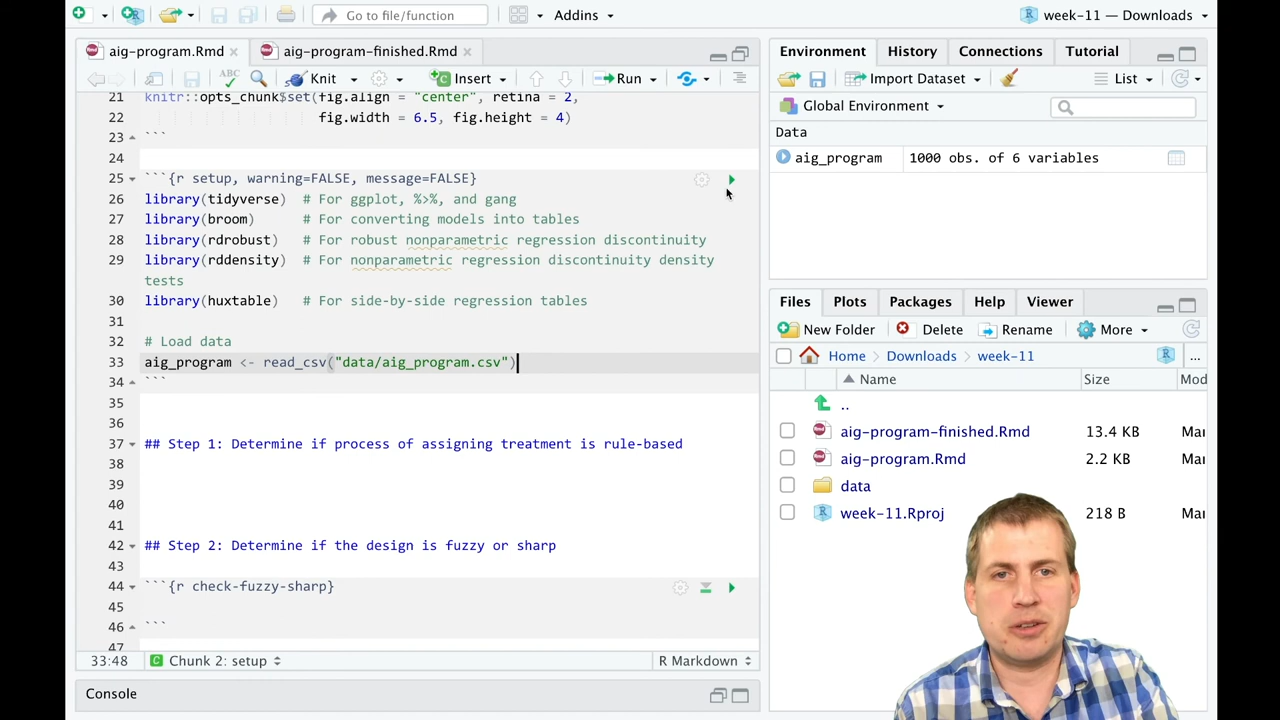 Go to file/function
Addins
week-11 — Downloads
aig-program.Rmd
aig-program-finished.Rmd
ABC
Knit
Insert
Run
21 knitr::opts_chunk$set(fig.align = "center", retina = 2,
22 fig.width = 6.5, fig.height = 4)
23 ```
24
25 ```{r setup, warning=FALSE, message=FALSE}
26 library(tidyverse)  # For ggplot, %>%, and gang
27 library(broom)      # For converting models into tables
28 library(rdrobust)   # For robust nonparametric regression discontinuity
29 library(rddensity)  # For nonparametric regression discontinuity density
tests
30 library(huxtable)   # For side-by-side regression tables
31
32 # Load data
33 aig_program <- read_csv("data/aig_program.csv")
34 ```
35
36
37 ## Step 1: Determine if process of assigning treatment is rule-based
38
39
40
41
42 ## Step 2: Determine if the design is fuzzy or sharp
43
44 ```{r check-fuzzy-sharp}
45
46 ```
47
33:48
Chunk 2: setup
R Markdown
Console
Environment
History
Connections
Tutorial
Import Dataset
List
Global Environment
Data
aig_program
1000 obs. of 6 variables
Files
Plots
Packages
Help
Viewer
New Folder
Delete
Rename
More
Home
Downloads
week-11
...
Name
Size
Mod
..
aig-program-finished.Rmd
13.4 KB
Mar
aig-program.Rmd
2.2 KB
Mar
data
week-11.Rproj
218 B
Mar